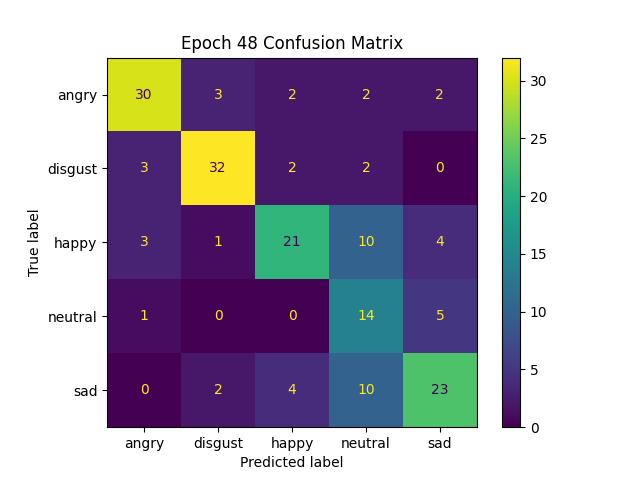 Epoch 48 Confusion Matrix
True label
angry 30 3 2 2 2
disgust 3 32 2 2 0
happy 3 1 21 10 4
neutral 1 0 0 14 5
sad 0 2 4 10 23
angry disgust happy neutral sad
Predicted label
30
25
20
15
10
5
0